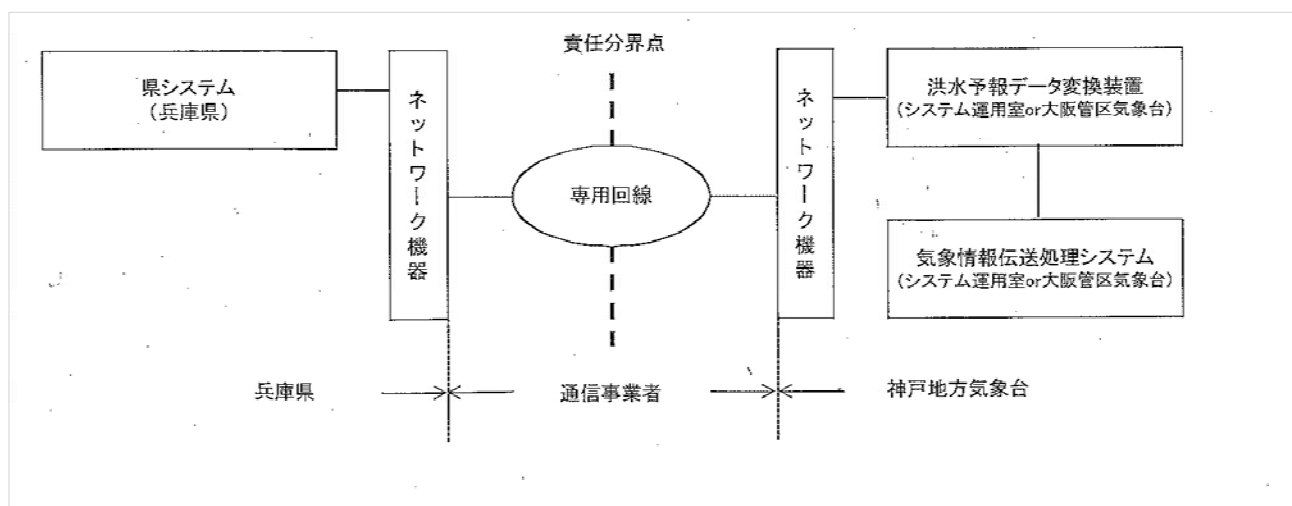 責任分界点
県システム
(兵庫県)
ネットワーク機器
専用回線
ネットワーク機器
洪水予報データ変換装置
(システム運用室or大阪管区気象台)
気象情報伝送処理システム
(システム運用室or大阪管区気象台)
兵庫県
通信事業者
神戸地方気象台